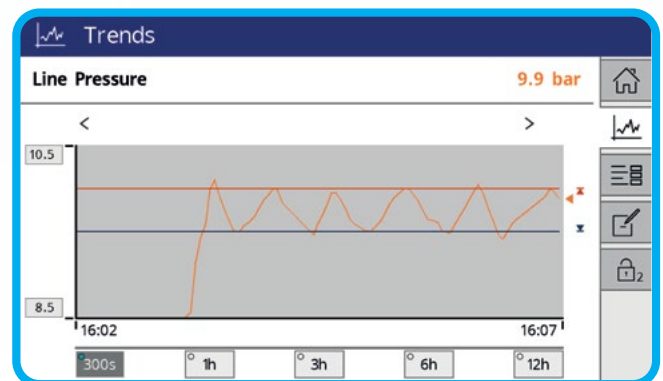 Trends
Line Pressure 9.9 bar
< >
10.5
8.5
16:02 16:07
300s 1h 3h 6h 12h
2